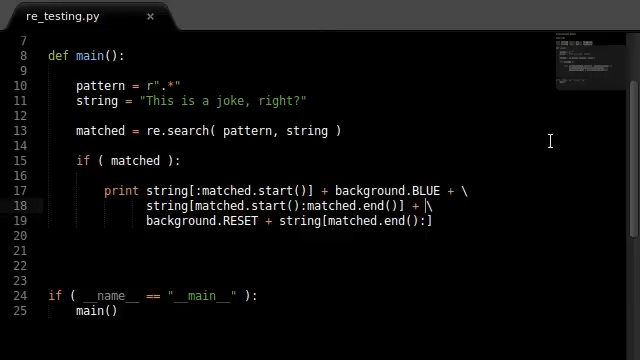 re_testing.py ×
7
8 def main():
9
10 pattern = r".*"
11 string = "This is a joke, right?"
12
13 matched = re.search( pattern, string )
14
15 if ( matched ):
16
17 print string[:matched.start()] + background.BLUE + \
18 string[matched.start():matched.end()] + \
19 background.RESET + string[matched.end():]
20
21
22
23
24 if ( __name__ == "__main__" ):
25 main()